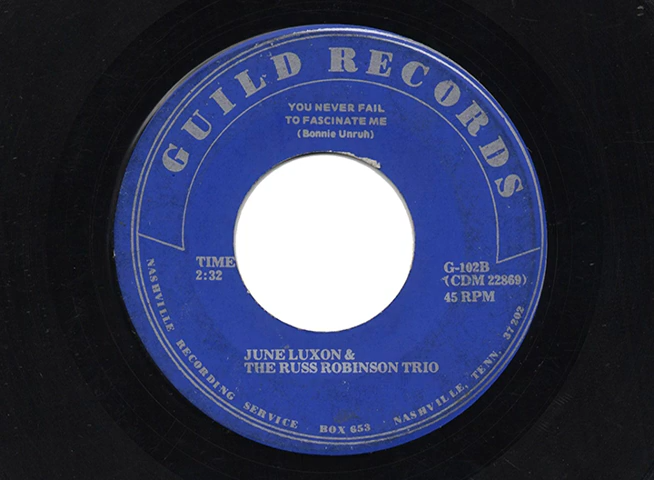 GUILD RECORDS
YOU NEVER FAIL
TO FASCINATE ME
(Bonnie Unruh)
TIME
2:32
G-102B
(CDM 22869)
45 RPM
JUNE LUXON &
THE RUSS ROBINSON TRIO
NASHVILLE RECORDING SERVICE · BOX 653 · NASHVILLE, TENN. 37202